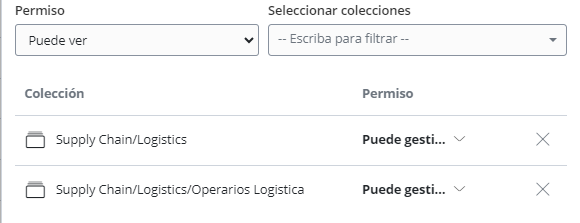 Permiso
Seleccionar colecciones
Puede ver
-- Escriba para filtrar --
Colección
Permiso
Supply Chain/Logistics
Puede gesti...
Supply Chain/Logistics/Operarios Logistica
Puede gesti...